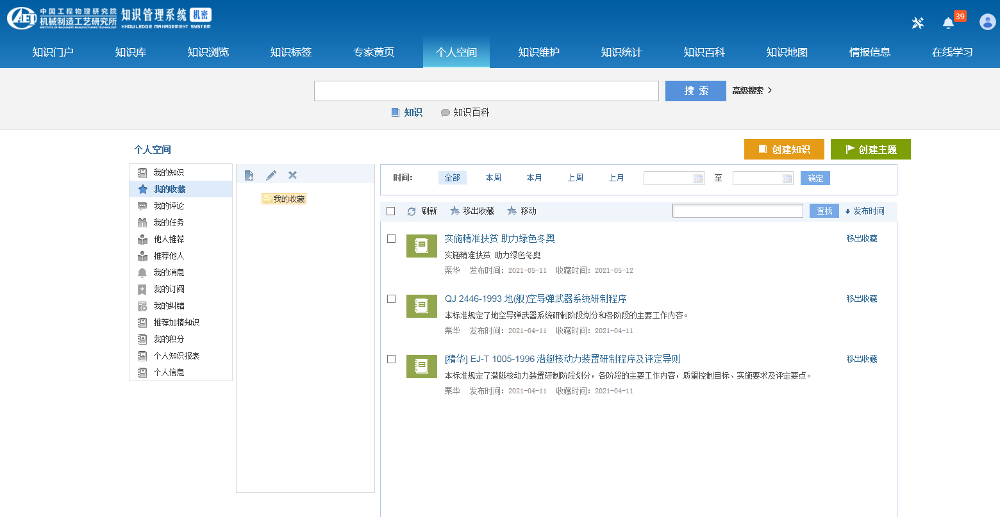 中国工程物理研究院
机械制造工艺研究所
INSTITUTE OF MACHINERY MANUFACTURING TECHNOLOGY
知识管理系统 机密
KNOWLEDGE MANAGEMENT SYSTEM
39
知识门户 知识库 知识浏览 知识标签 专家黄页 个人空间 知识维护 知识统计 知识百科 知识地图 情报信息 在线学习
搜 索 高级搜索
知识 知识百科
个人空间
创建知识 创建主题
我的知识
我的收藏
我的评论
我的任务
他人推荐
推荐他人
我的消息
我的订阅
我的纠错
推荐加精知识
我的积分
个人知识报表
个人信息
我的收藏
时间: 全部 本周 本月 上周 上月 至 确定
刷新 移出收藏 移动 查找 发布时间
实施精准扶贫 助力绿色冬奥 移出收藏
实施精准扶贫 助力绿色冬奥
栗华 发布时间: 2021-05-11 收藏时间: 2021-05-12
QJ 2446-1993 地(舰)空导弹武器系统研制程序 移出收藏
本标准规定了地空导弹武器系统研制阶段划分和各阶段的主要工作内容。
栗华 发布时间: 2021-04-11 收藏时间: 2021-04-11
[精华] EJ-T 1005-1996 潜艇核动力装置研制程序及评定导则 移出收藏
本标准规定了潜艇核动力装置研制阶段划分，各阶段的主要工作内容，质量控制目标、实施要求及评定要点。
栗华 发布时间: 2021-04-11 收藏时间: 2021-04-11